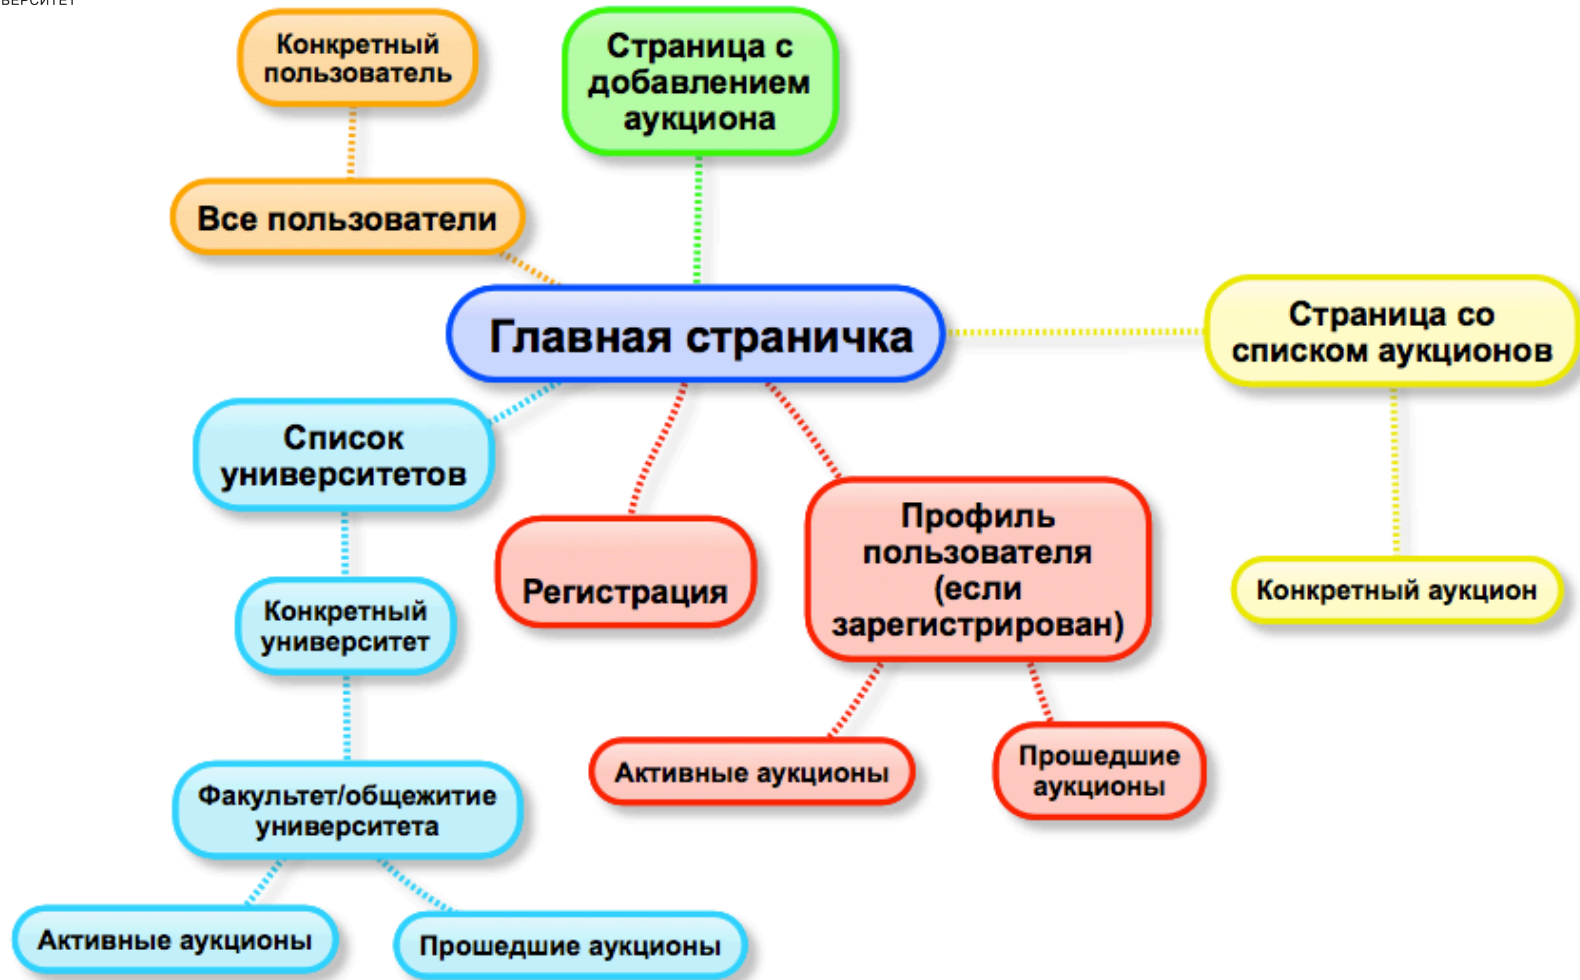 ВЕРСИТЕТ
Конкретный
пользователь
Страница с
добавлением
аукциона
Все пользователи
Главная страничка
Страница со
списком аукционов
Список
университетов
Регистрация
Профиль
пользователя
(если
зарегистрирован)
Конкретный аукцион
Конкретный
университет
Активные аукционы
Прошедшие
аукционы
Факультет/общежитие
университета
Активные аукционы
Прошедшие аукционы